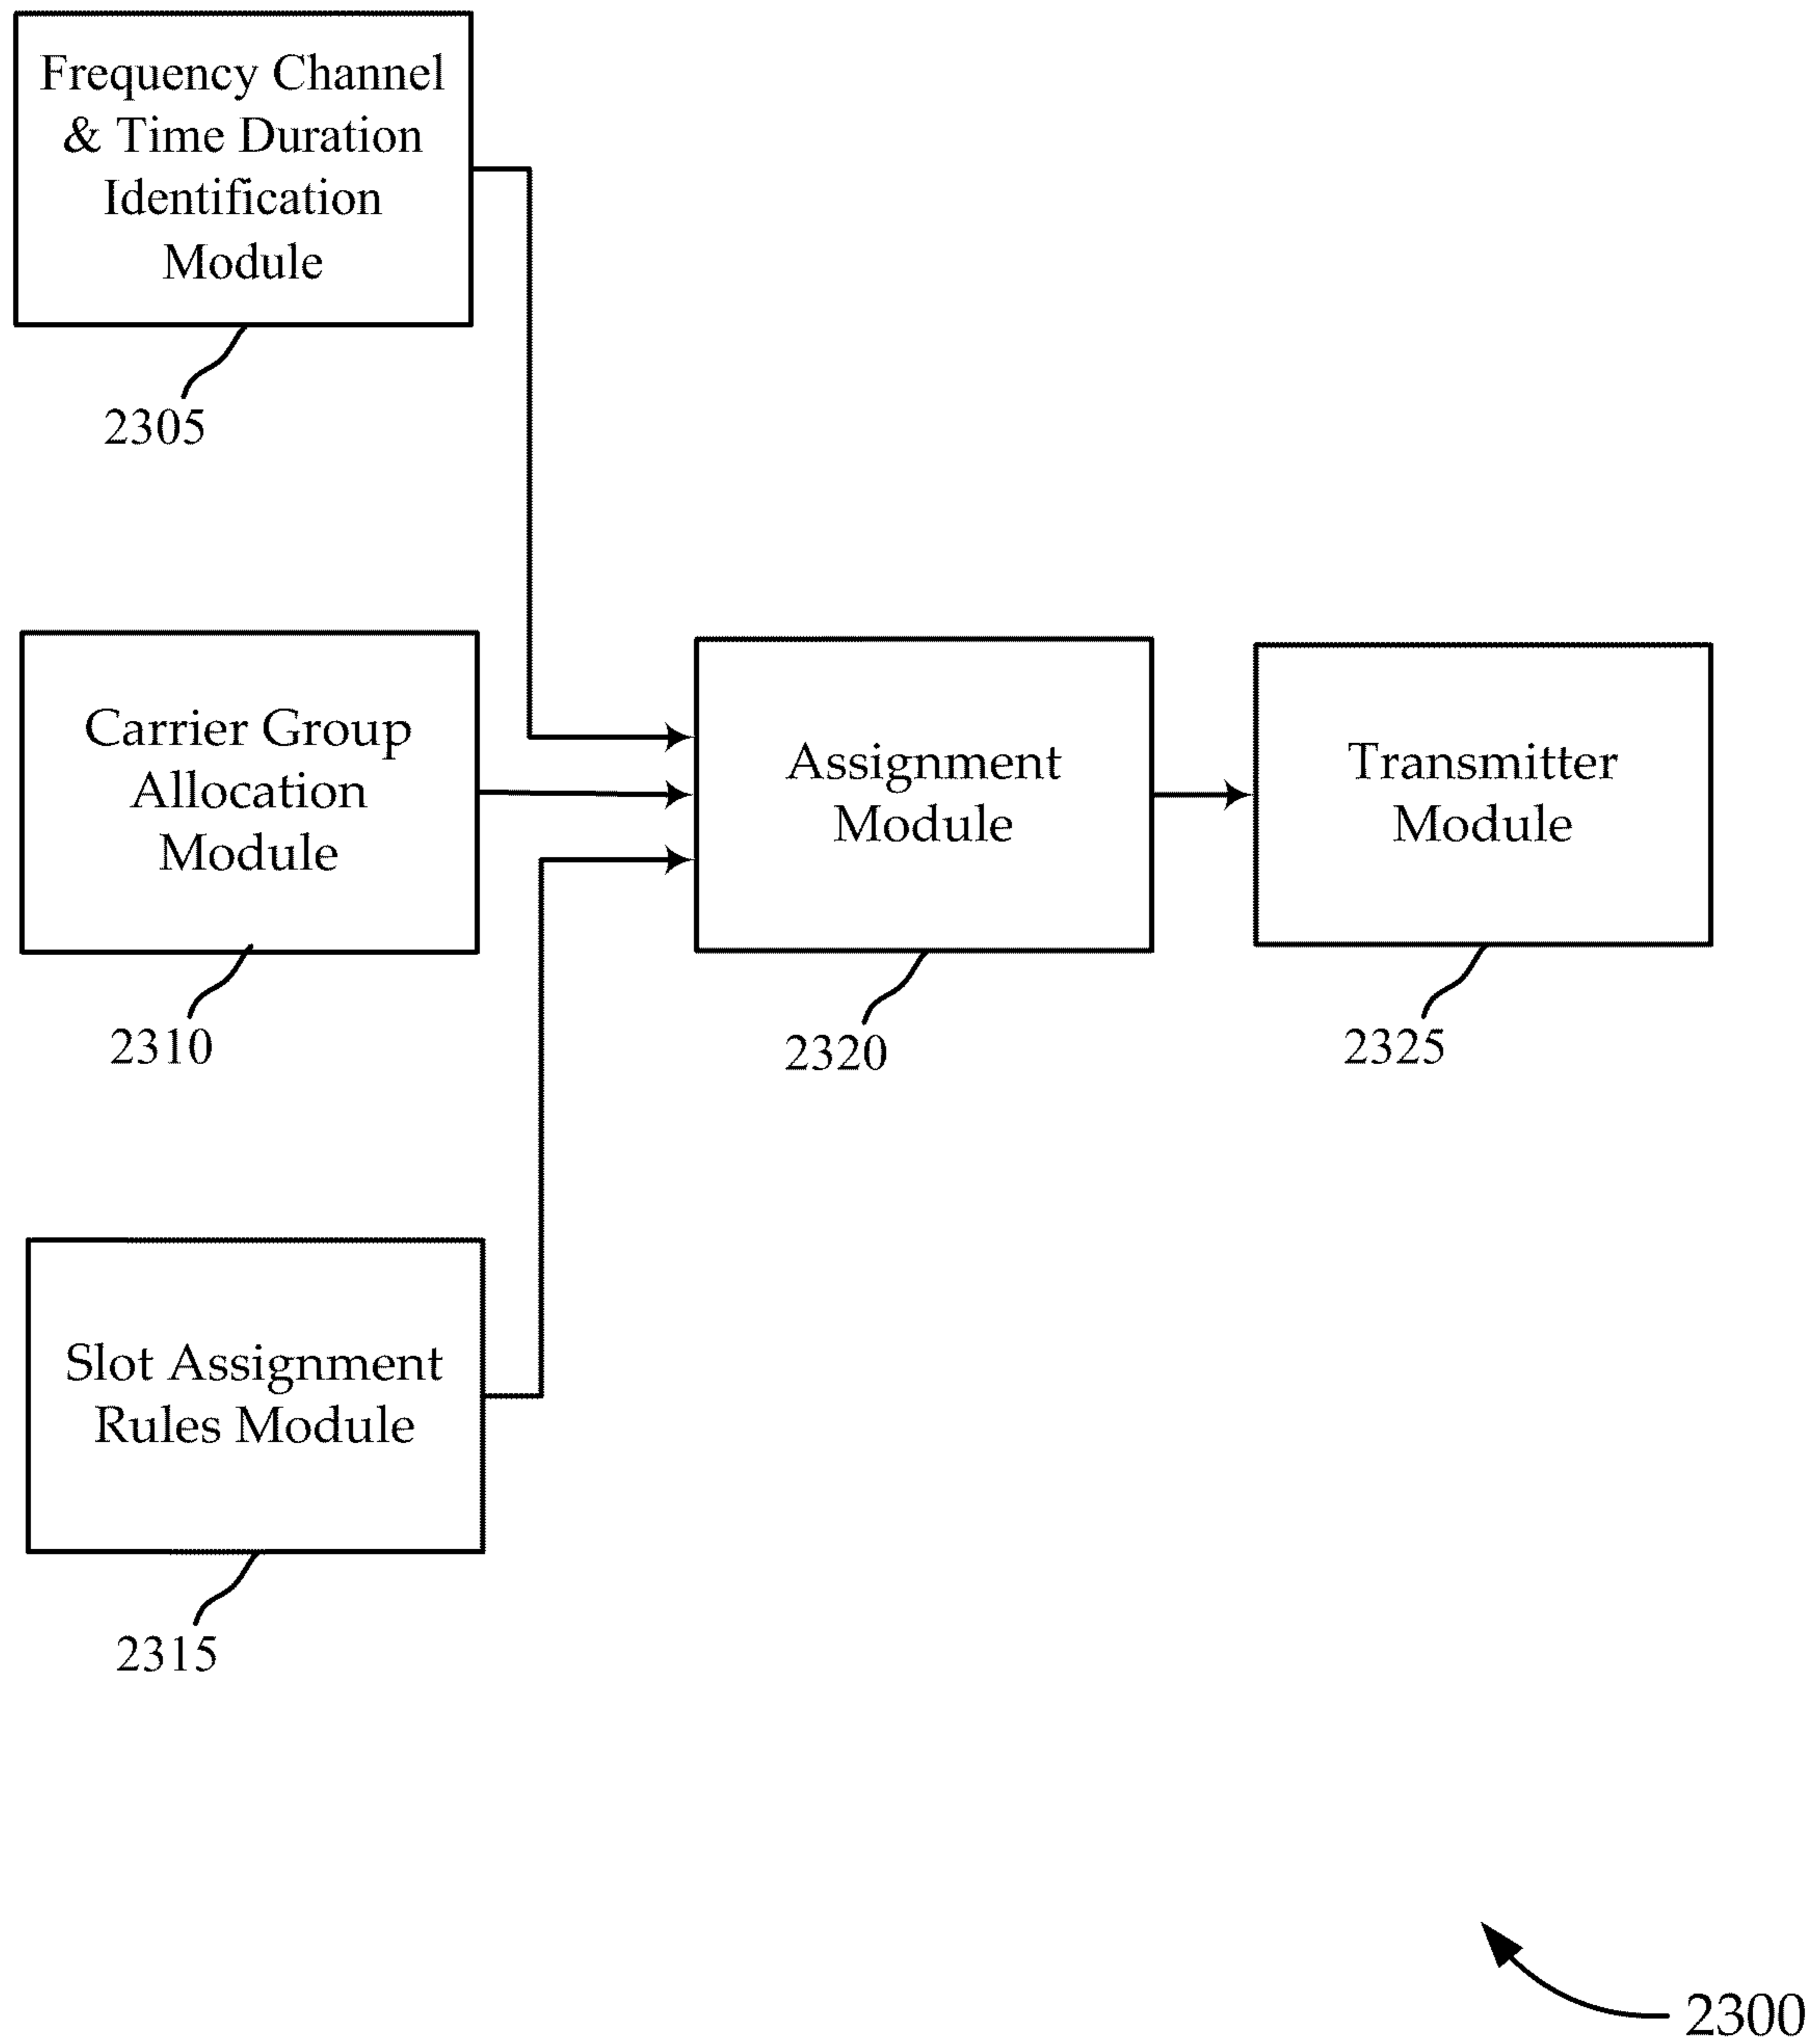 Frequency Channel
& Time Duration
Identification
Module
2305
Carrier Group
Allocation
Module
2310
Assignment
Module
2320
Transmitter
Module
2325
Slot Assignment
Rules Module
2315
2300